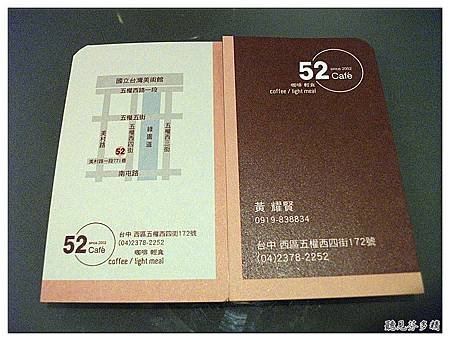 國立台灣美術館
五權西路一段
五權五街
美村路
五權西四街
綠園道
五權西三街
52
美村路一段771巷
南屯路
52 Cafè
since 2002
咖啡 輕食
coffee / light meal
台中 西區五權西四街172號
(04)2378-2252
52 Cafè
since 2002
咖啡 輕食
coffee / light meal
黃 耀賢
0919-838834
台中 西區五權西四街172號
(04)2378-2252
聽見芬多精